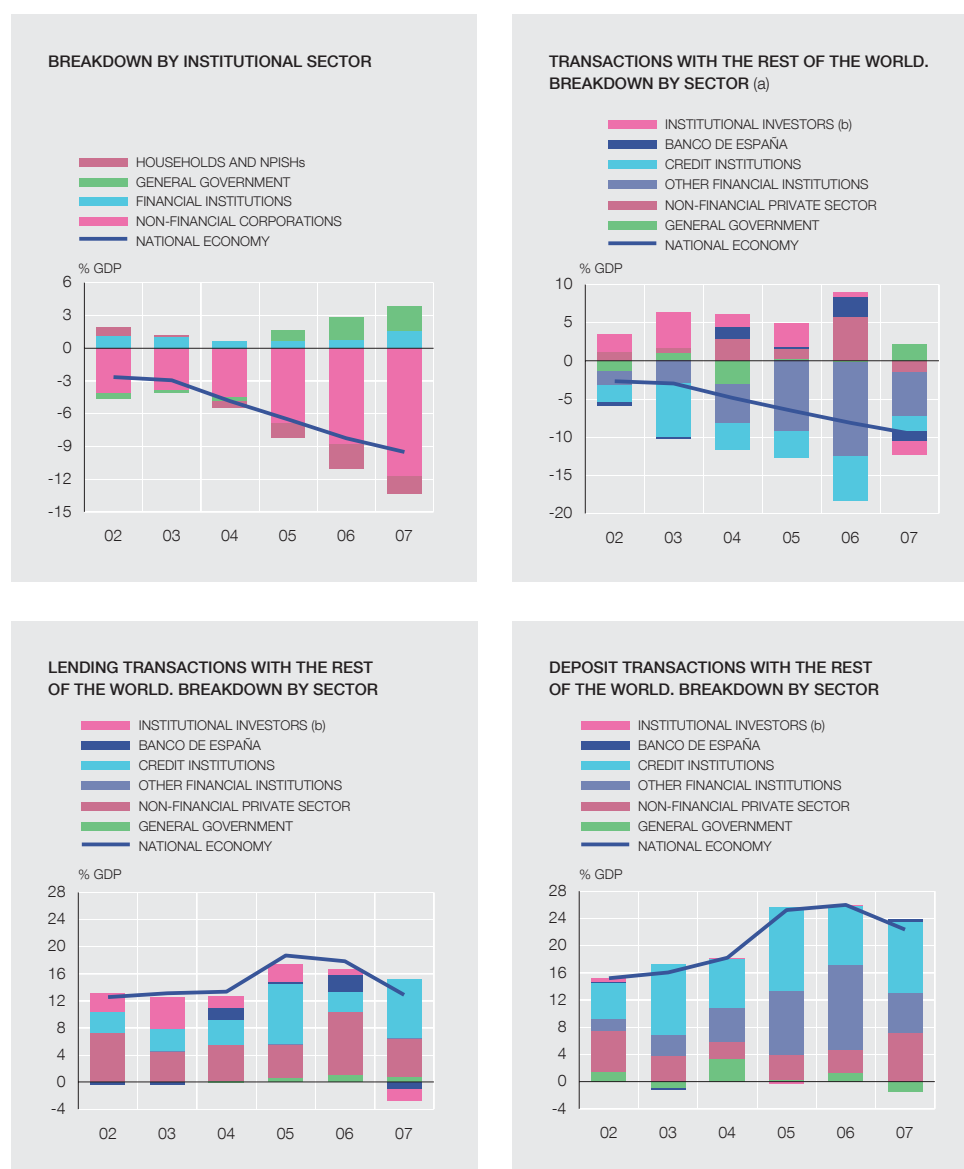 BREAKDOWN BY INSTITUTIONAL SECTOR
HOUSEHOLDS AND NPISHs
GENERAL GOVERNMENT
FINANCIAL INSTITUTIONS
NON-FINANCIAL CORPORATIONS
NATIONAL ECONOMY
% GDP
6
3
0
-3
-6
-9
-12
-15
02 03 04 05 06 07
TRANSACTIONS WITH THE REST OF THE WORLD.
BREAKDOWN BY SECTOR (a)
INSTITUTIONAL INVESTORS (b)
BANCO DE ESPAÑA
CREDIT INSTITUTIONS
OTHER FINANCIAL INSTITUTIONS
NON-FINANCIAL PRIVATE SECTOR
GENERAL GOVERNMENT
NATIONAL ECONOMY
% GDP
10
5
0
-5
-10
-15
-20
02 03 04 05 06 07
LENDING TRANSACTIONS WITH THE REST
OF THE WORLD. BREAKDOWN BY SECTOR
INSTITUTIONAL INVESTORS (b)
BANCO DE ESPAÑA
CREDIT INSTITUTIONS
OTHER FINANCIAL INSTITUTIONS
NON-FINANCIAL PRIVATE SECTOR
GENERAL GOVERNMENT
NATIONAL ECONOMY
% GDP
28
24
20
16
12
8
4
0
-4
02 03 04 05 06 07
DEPOSIT TRANSACTIONS WITH THE REST
OF THE WORLD. BREAKDOWN BY SECTOR
INSTITUTIONAL INVESTORS (b)
BANCO DE ESPAÑA
CREDIT INSTITUTIONS
OTHER FINANCIAL INSTITUTIONS
NON-FINANCIAL PRIVATE SECTOR
GENERAL GOVERNMENT
NATIONAL ECONOMY
% GDP
28
24
20
16
12
8
4
0
-4
02 03 04 05 06 07